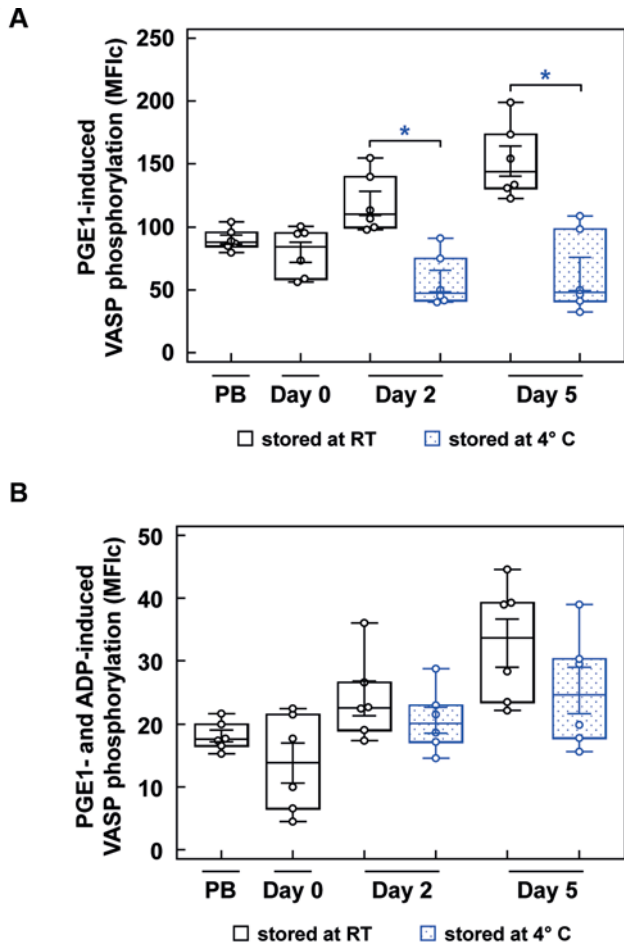 A
PGE1-induced
VASP phosphorylation (MFIc)
250
200
150
100
50
0
*
*
PB
Day 0
Day 2
Day 5
stored at RT
stored at 4° C
B
PGE1- and ADP-induced
VASP phosphorylation (MFIc)
50
40
30
20
10
0
PB
Day 0
Day 2
Day 5
stored at RT
stored at 4° C